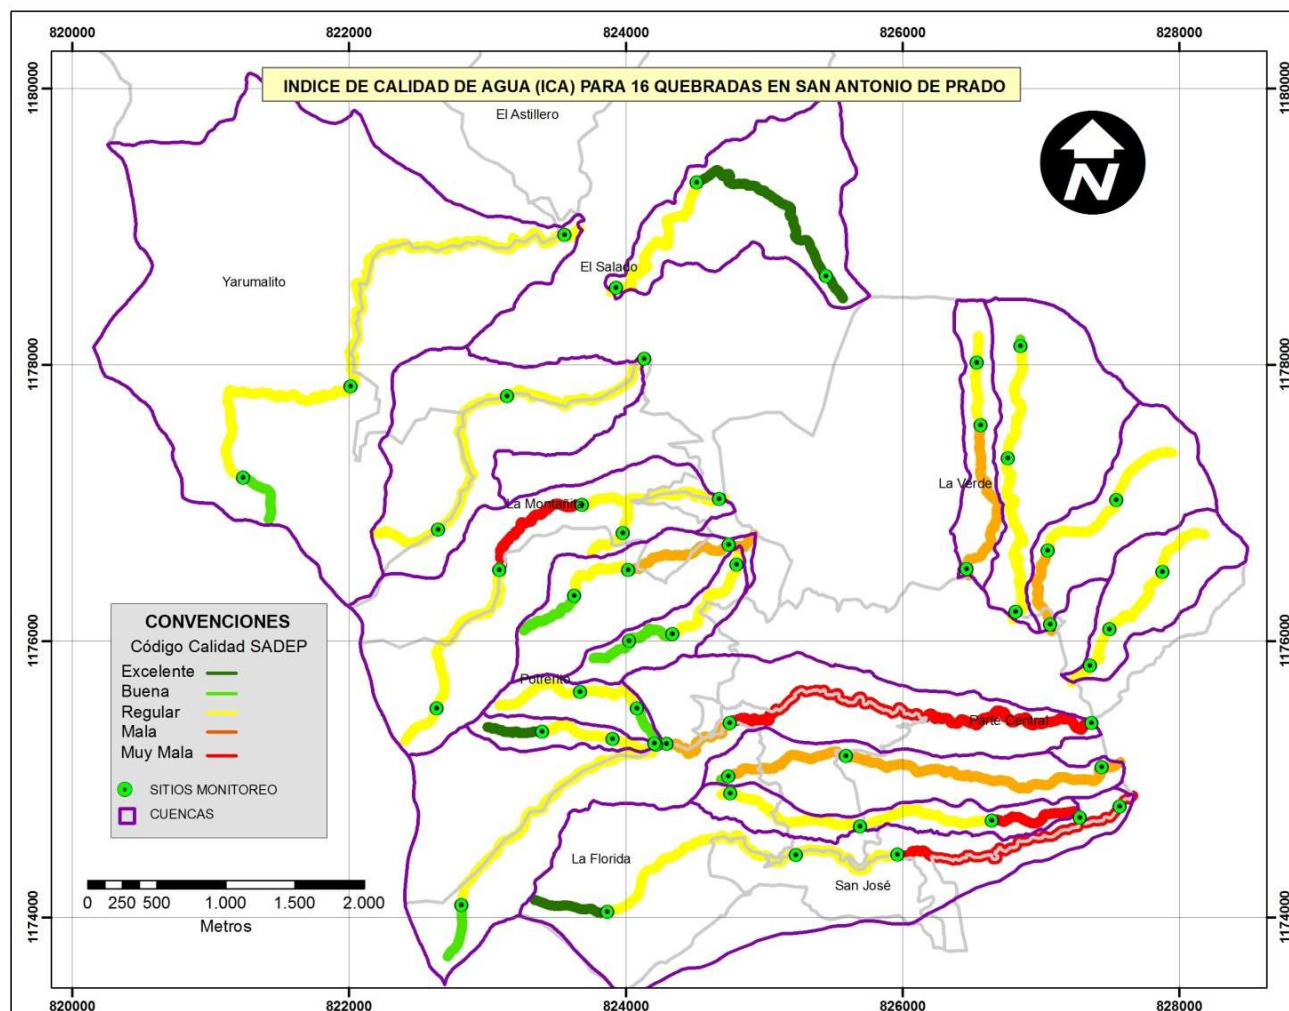 820000 822000 824000 826000 828000
INDICE DE CALIDAD DE AGUA (ICA) PARA 16 QUEBRADAS EN SAN ANTONIO DE PRADO
1180000 1180000
El Astillero
N
El Salado
Yarumalito
1178000 1178000
La Verde
La Montañita
1176000 1176000
CONVENCIONES
Código Calidad SADEP
Excelente
Buena
Regular
Mala
Muy Mala
SITIOS MONITOREO
CUENCAS
Potrerito
Parte Central
La Florida
San José
0 250 500 1.000 1.500 2.000
Metros
1174000 1174000
820000 822000 824000 826000 828000